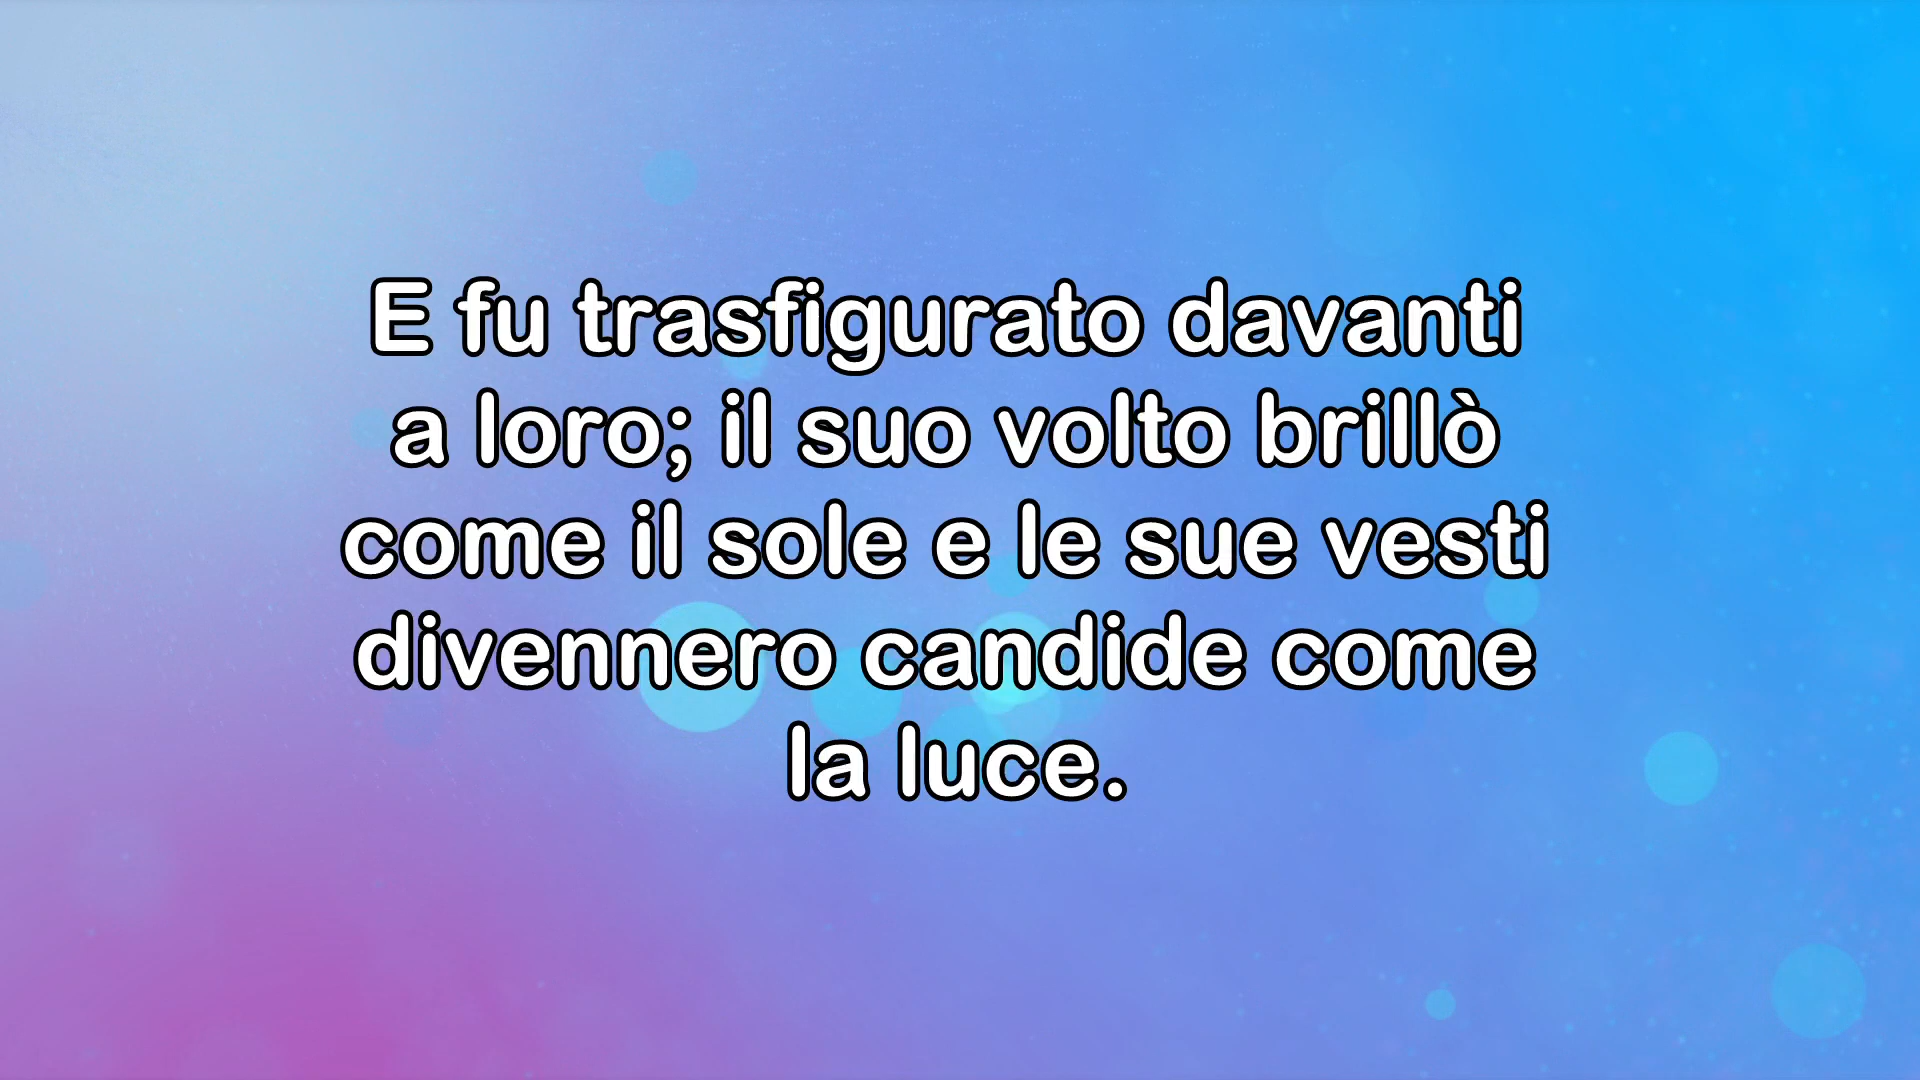 E fu trasfigurato davanti
a loro; il suo volto brillò
come il sole e le sue vesti
divennero candide come
la luce.